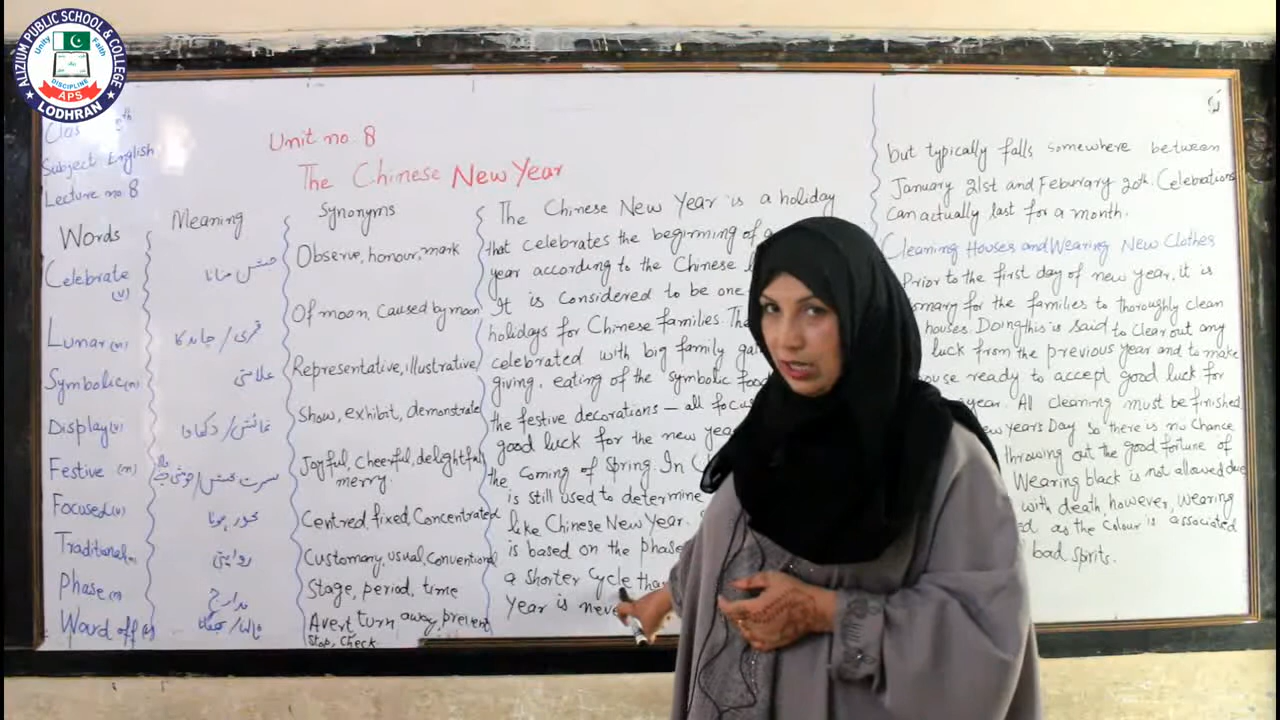 ALIZIUM PUBLIC SCHOOL & COLLEGE
Unity
Faith
DISCIPLINE
APS
LODHRAN
Clas 5th
Subject English
Lecture no. 8
Unit no. 8
The Chinese New Year
Words
Meaning
Synonyms
Celebrate (v)
جشن منانا
Observe, honour, mark
Lunar (n)
قمری / چاند کا
Of moon, Caused by moon
Symbolic (n)
علامتی
Representative, illustrative
Display (v)
نمائش / دکھانا
Show, exhibit, demonstrate
Festive (n)
Joyful, Cheerful, delightful
merry.
Focused (v)
محور ہونا
Centred, fixed, Concentrated
Traditional
روایتی
Customary, usual, Conventional
Phase (n)
مدارج
Stage, period, time
Ward off (v)
Avert, turn away, prevent
Stop, Check.
The Chinese New Year is a holiday
that celebrates the beginning of a
year according to the Chinese
It is considered to be one
holidays for Chinese families. The
celebrated with big family
giving, eating of the symbolic food
the festive decorations — all
good luck for the new year
the coming of Spring. In
is still used to determine
like Chinese New Year.
is based on the phase
a shorter cycle than
Year is
but typically falls somewhere between
January 21st and Feburary 20th. Celebrations
can actually last for a month.
Cleaning Houses and Wearing New Clothes
Prior to the first day of new year, it is
for the families to thoroughly clean
houses. Doing this is said to clear out any
luck from the previous year and to make
ready to accept good luck for
year. All cleaning must be finished
year's Day so there is no Chance
throwing out the good fortune of
Wearing black is not allowed due
with death, however, wearing
as the Colour is associated
bad spirits.